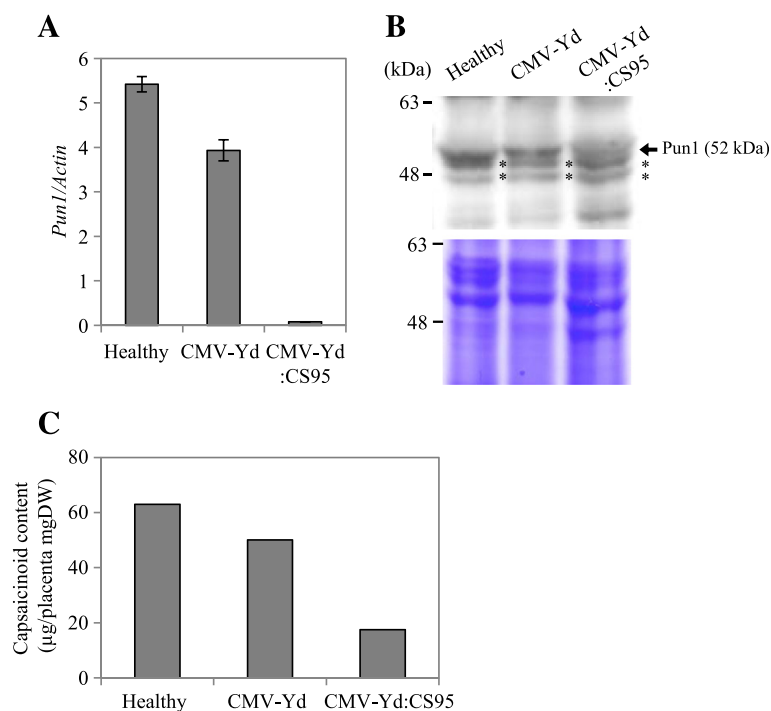 A
6
5
4
3
2
1
0
Pun1/Actin
Healthy
CMV-Yd
CMV-Yd
:CS95
B
(kDa)
Healthy
CMV-Yd
CMV-Yd
:CS95
63
48
Pun1 (52 kDa)
* * *
* * *
63
48
C
80
60
40
20
0
Capsaicinoid content
(μg/placenta mgDW)
Healthy
CMV-Yd
CMV-Yd:CS95